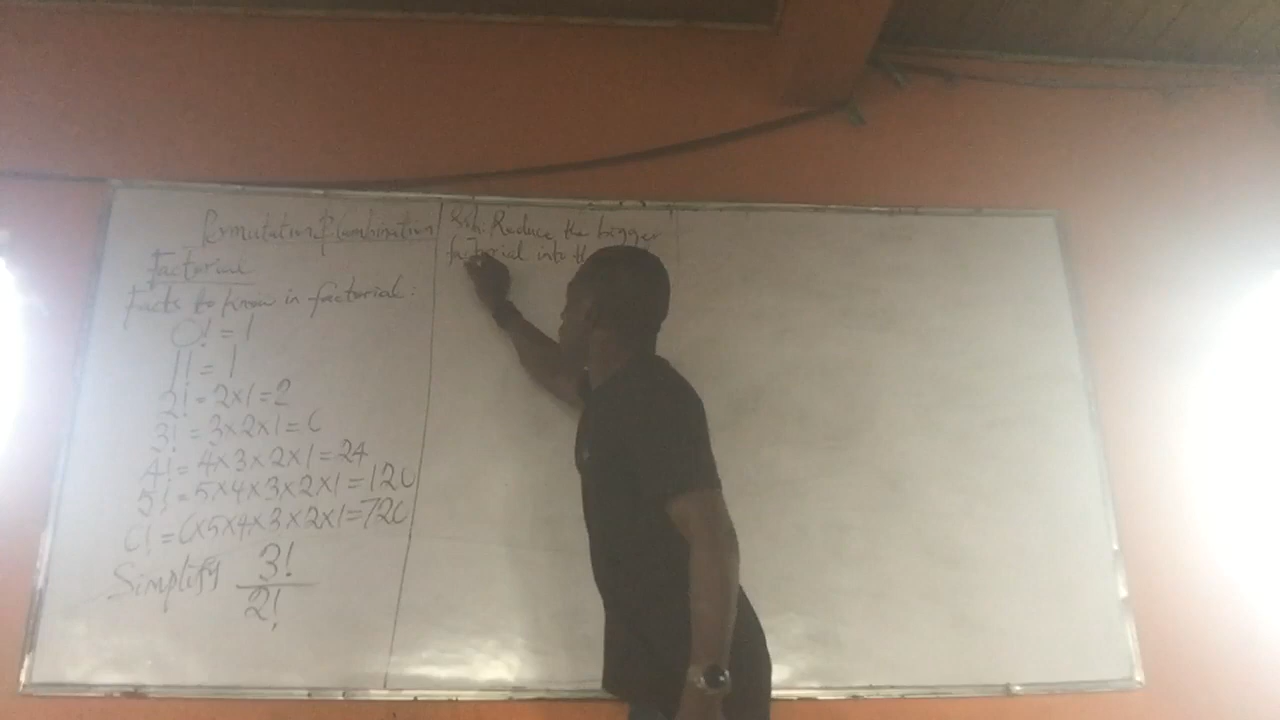 Permutation & Combination
Factorial
Facts to know in factorial:
0! = 1
1! = 1
2! = 2×1=2
3! = 3×2×1=6
4! = 4×3×2×1=24
5! = 5×4×3×2×1=120
6! = 6×5×4×3×2×1=720
Simplify 3!
2!
Soln. Reduce the bigger
factorial into